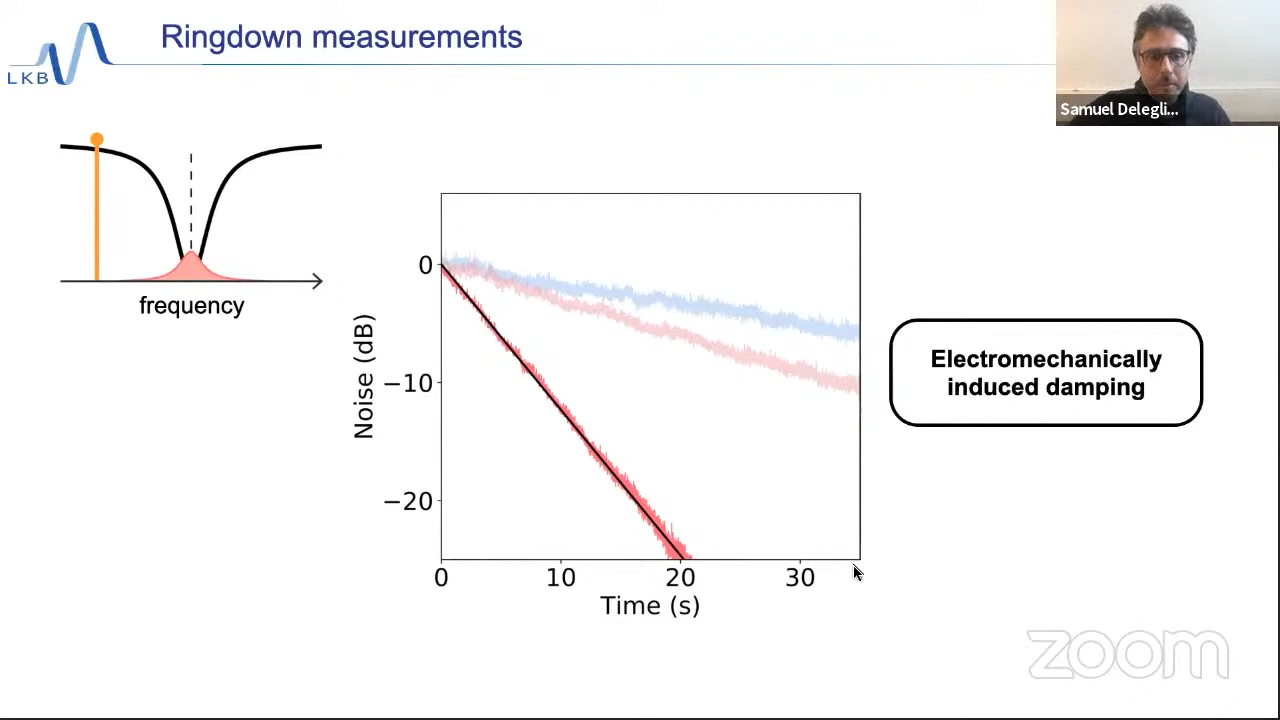 Ringdown measurements
LKB
Samuel Delegli...
frequency
Noise (dB)
0
−10
−20
0 10 20 30
Time (s)
Electromechanically
induced damping
zoom